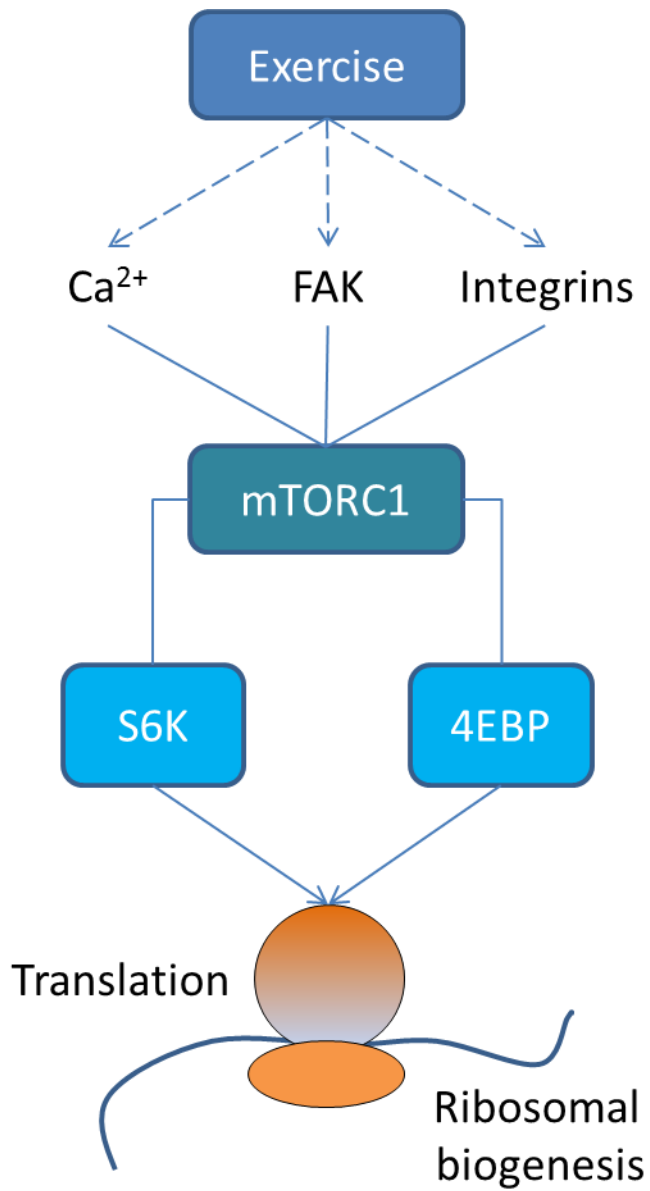 Exercise
Ca²⁺ FAK Integrins
mTORC1
S6K 4EBP
Translation
Ribosomal
biogenesis